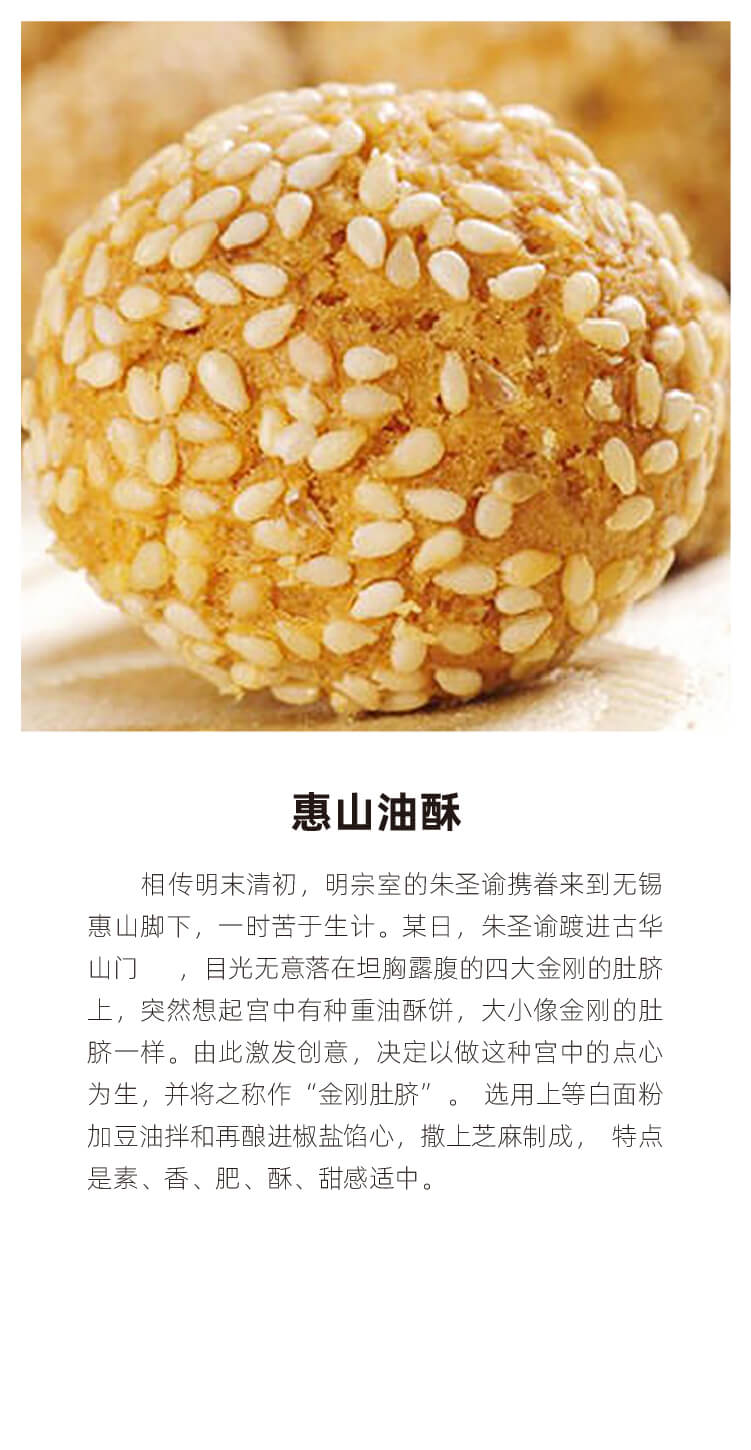 惠山油酥
相传明末清初，明宗室的朱圣谕携眷来到无锡
惠山脚下，一时苦于生计。某日，朱圣谕踱进古华
山门　，目光无意落在坦胸露腹的四大金刚的肚脐
上，突然想起宫中有种重油酥饼，大小像金刚的肚
脐一样。由此激发创意，决定以做这种宫中的点心
为生，并将之称作“金刚肚脐”。 选用上等白面粉
加豆油拌和再酿进椒盐馅心，撒上芝麻制成， 特点
是素、香、肥、酥、甜感适中。